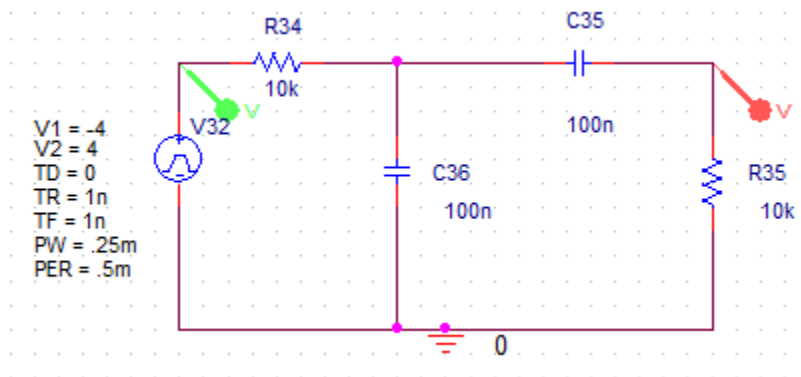 C35
R34
10k
V
V
100n
V1 = -4
V2 = 4
TD = 0
TR = 1n
TF = 1n
PW = .25m
PER = .5m
V32
C36
100n
R35
10k
0